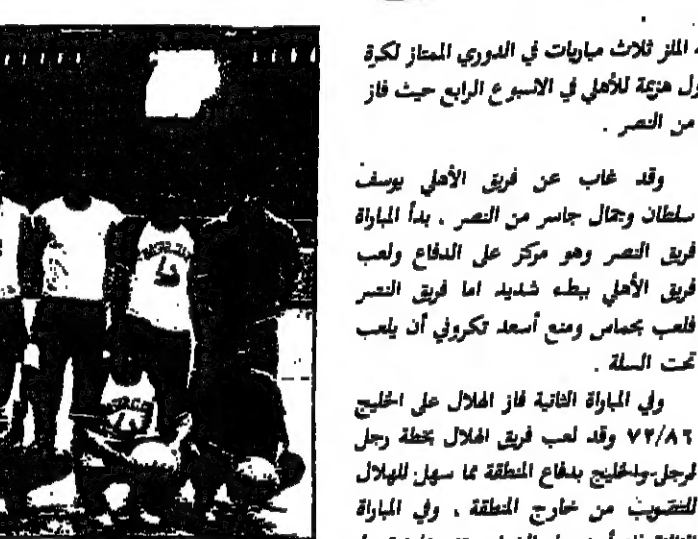 الملز ثلاث مباريات في الدوري الممتاز لكرة
ول هزيمة للأهلي في الاسبوع الرابع حيث فاز
من النصر .
وقد غاب عن فريق الأهلي يوسف
سلطان وجمال جاسر من النصر . بدأ المباراة
فريق النصر وهو مركز على الدفاع ولعب
فريق الأهلي ببطء شديد اما فريق النصر
فلعب بحماس ومنع أسعد تكروني أن يلعب
تحت السلة .
وفي المباراة الثانية فاز الهلال على الخليج
٧٢/٨٦ وقد لعب فريق الهلال بخطة رجل
لرجل والخليج بدفاع المنطقة مما سهل للهلال
للتصويب من خارج المنطقة . وفي المباراة